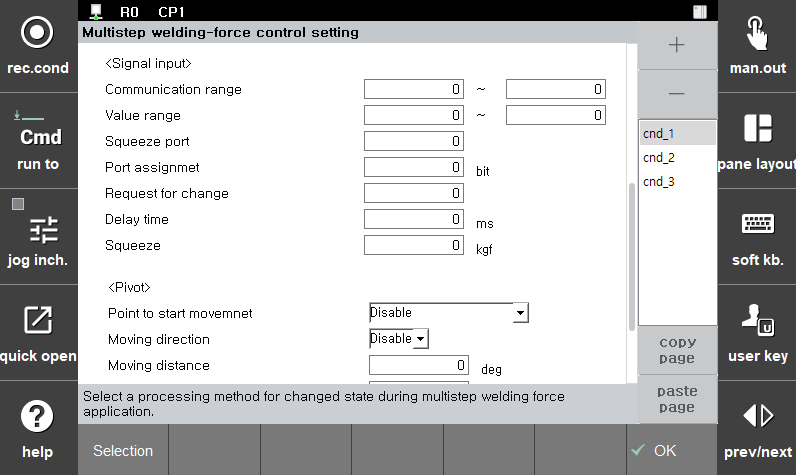 R0 CP1
Multistep welding-force control setting
<Signal input>
Communication range 0 ~ 0
Value range 0 ~ 0
Squeeze port 0
Port assignmet 0 bit
Request for change 0
Delay time 0 ms
Squeeze 0 kgf
<Pivot>
Point to start movemnet Disable
Moving direction Disable
Moving distance 0 deg
Select a processing method for changed state during multistep welding force
application.
Selection
OK
rec.cond
Cmd
run to
jog inch.
quick open
help
+
-
cnd_1
cnd_2
cnd_3
copy
page
paste
page
man.out
pane layout
soft kb.
U
user key
prev/next